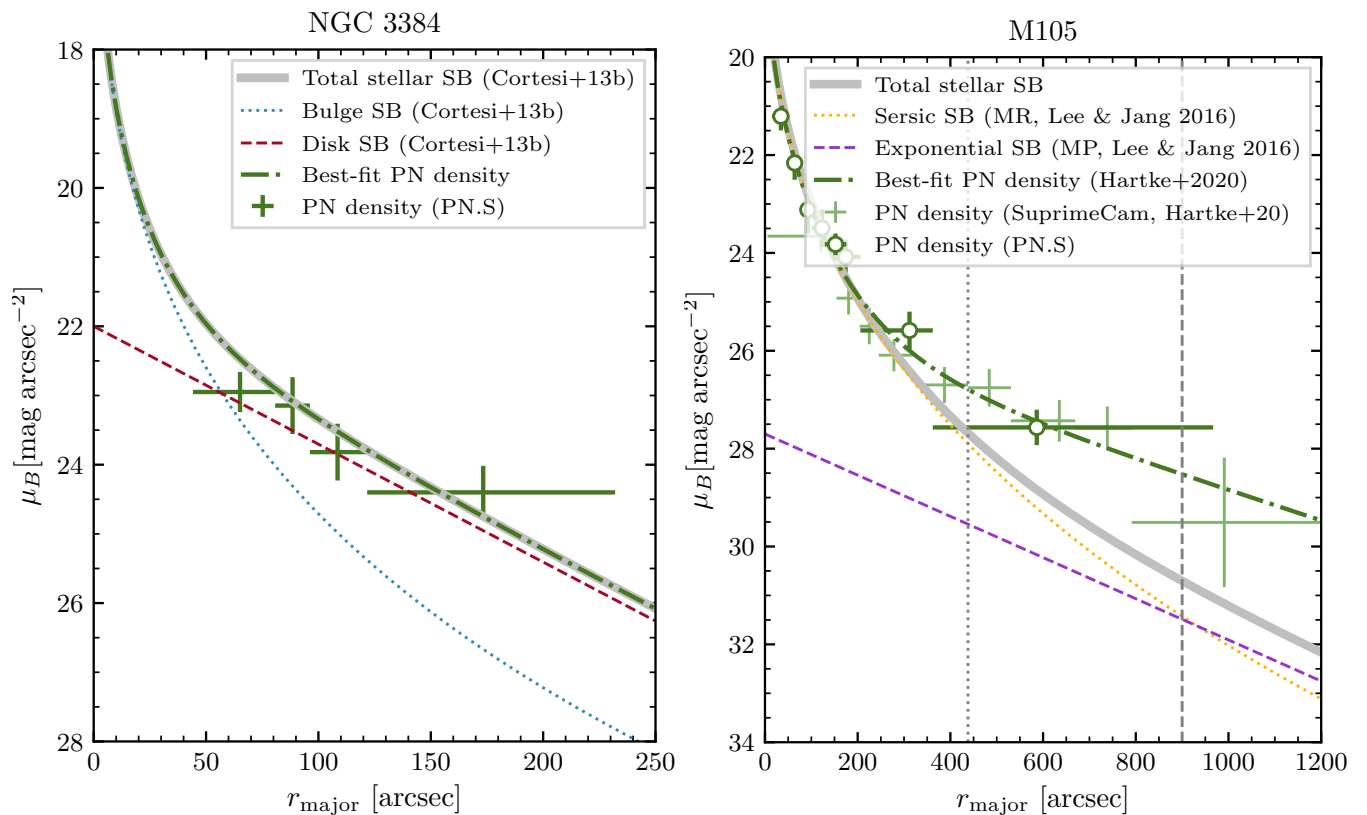 NGC 3384
18
20
22
24
26
28
μB[mag arcsec−2]
Total stellar SB (Cortesi+13b)
Bulge SB (Cortesi+13b)
Disk SB (Cortesi+13b)
Best-fit PN density
PN density (PN.S)
0 50 100 150 200 250
rmajor [arcsec]
M105
20
22
24
26
28
30
32
34
μB[mag arcsec−2]
Total stellar SB
Sersic SB (MR, Lee & Jang 2016)
Exponential SB (MP, Lee & Jang 2016)
Best-fit PN density (Hartke+2020)
PN density (SuprimeCam, Hartke+20)
PN density (PN.S)
0 200 400 600 800 1000 1200
rmajor [arcsec]